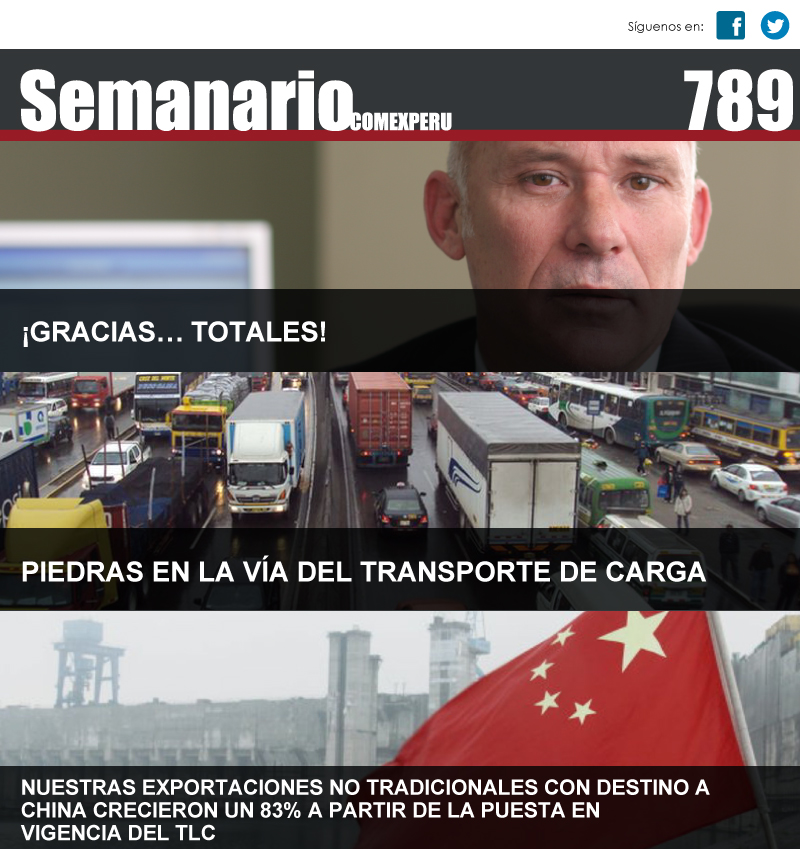 Síguenos en:
Semanario COMEXPERU
789
¡GRACIAS... TOTALES!
PIEDRAS EN LA VÍA DEL TRANSPORTE DE CARGA
NUESTRAS EXPORTACIONES NO TRADICIONALES CON DESTINO A
CHINA CRECIERON UN 83% A PARTIR DE LA PUESTA EN
VIGENCIA DEL TLC